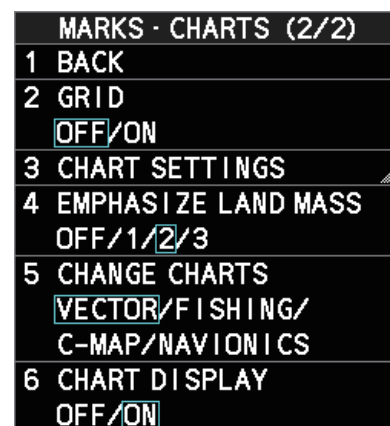 MARKS · CHARTS (2/2)
1 BACK
2 GRID
OFF/ON
3 CHART SETTINGS
4 EMPHASIZE LAND MASS
OFF/1/2/3
5 CHANGE CHARTS
VECTOR/FISHING/
C-MAP/NAVIONICS
6 CHART DISPLAY
OFF/ON